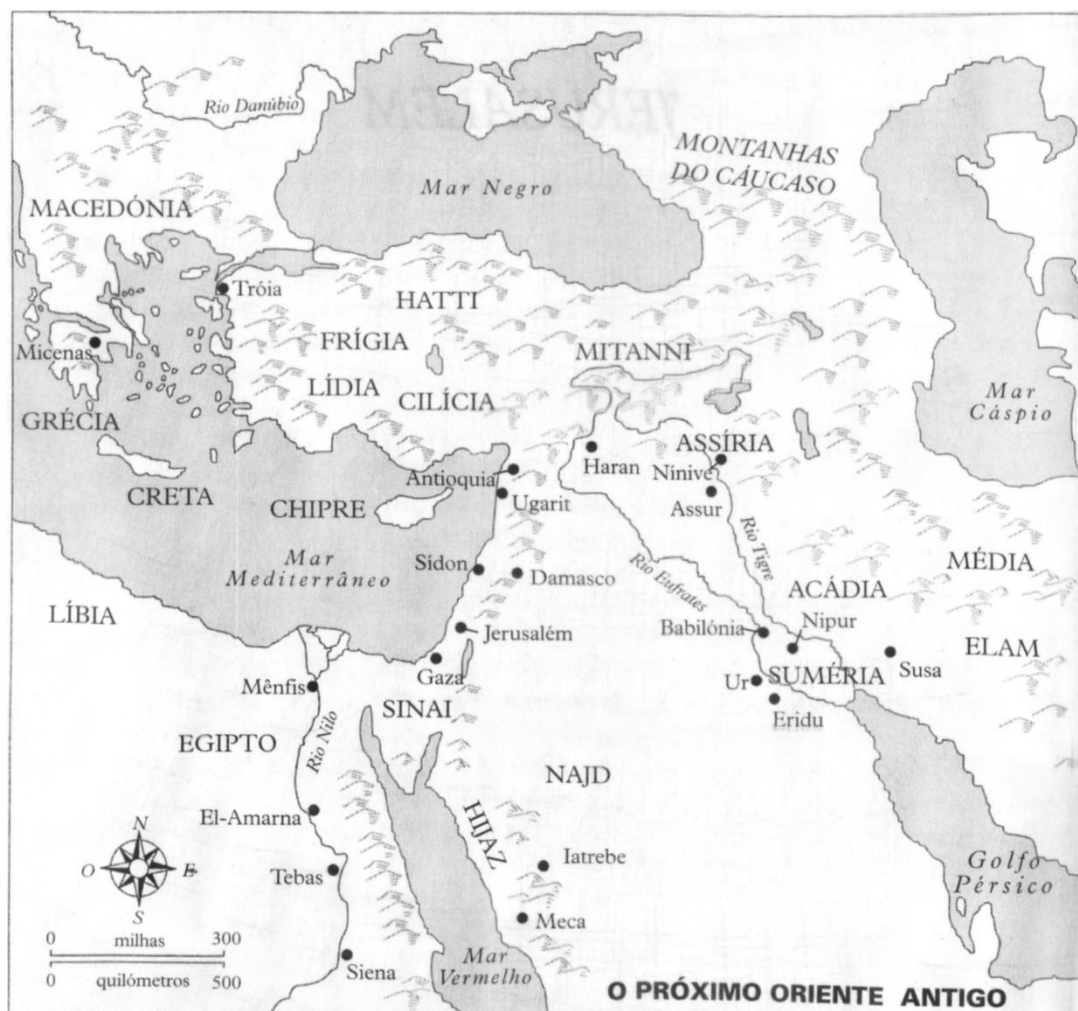 JERUSALEM
Rio Danúbio
MONTANHAS
DO CÁUCASO
Mar Negro
MACEDÓNIA
Tróia
HATTI
FRÍGIA
Micenas
MITANNI
LÍDIA
CILÍCIA
Mar
Cáspio
GRÉCIA
ASSÍRIA
Haran
Antioquia
Nínive
CRETA
CHIPRE
Ugarit
Assur
Rio Tigre
Mar
Mediterrâneo
Sídon
Damasco
Rio Eufrates
MÉDIA
ACÁDIA
LÍBIA
Jerusalém
Babilónia
Nipur
ELAM
Gaza
Susa
Mênfis
Ur
SUMÉRIA
SINAI
Eridu
EGIPTO
Rio Nilo
NAJD
El-Amarna
HIJAZ
N
O
E
S
Tebas
Iatrebe
Golfo
Pérsico
Meca
0 milhas 300
0 quilómetros 500
Siena
Mar
Vermelho
O PRÓXIMO ORIENTE ANTIGO